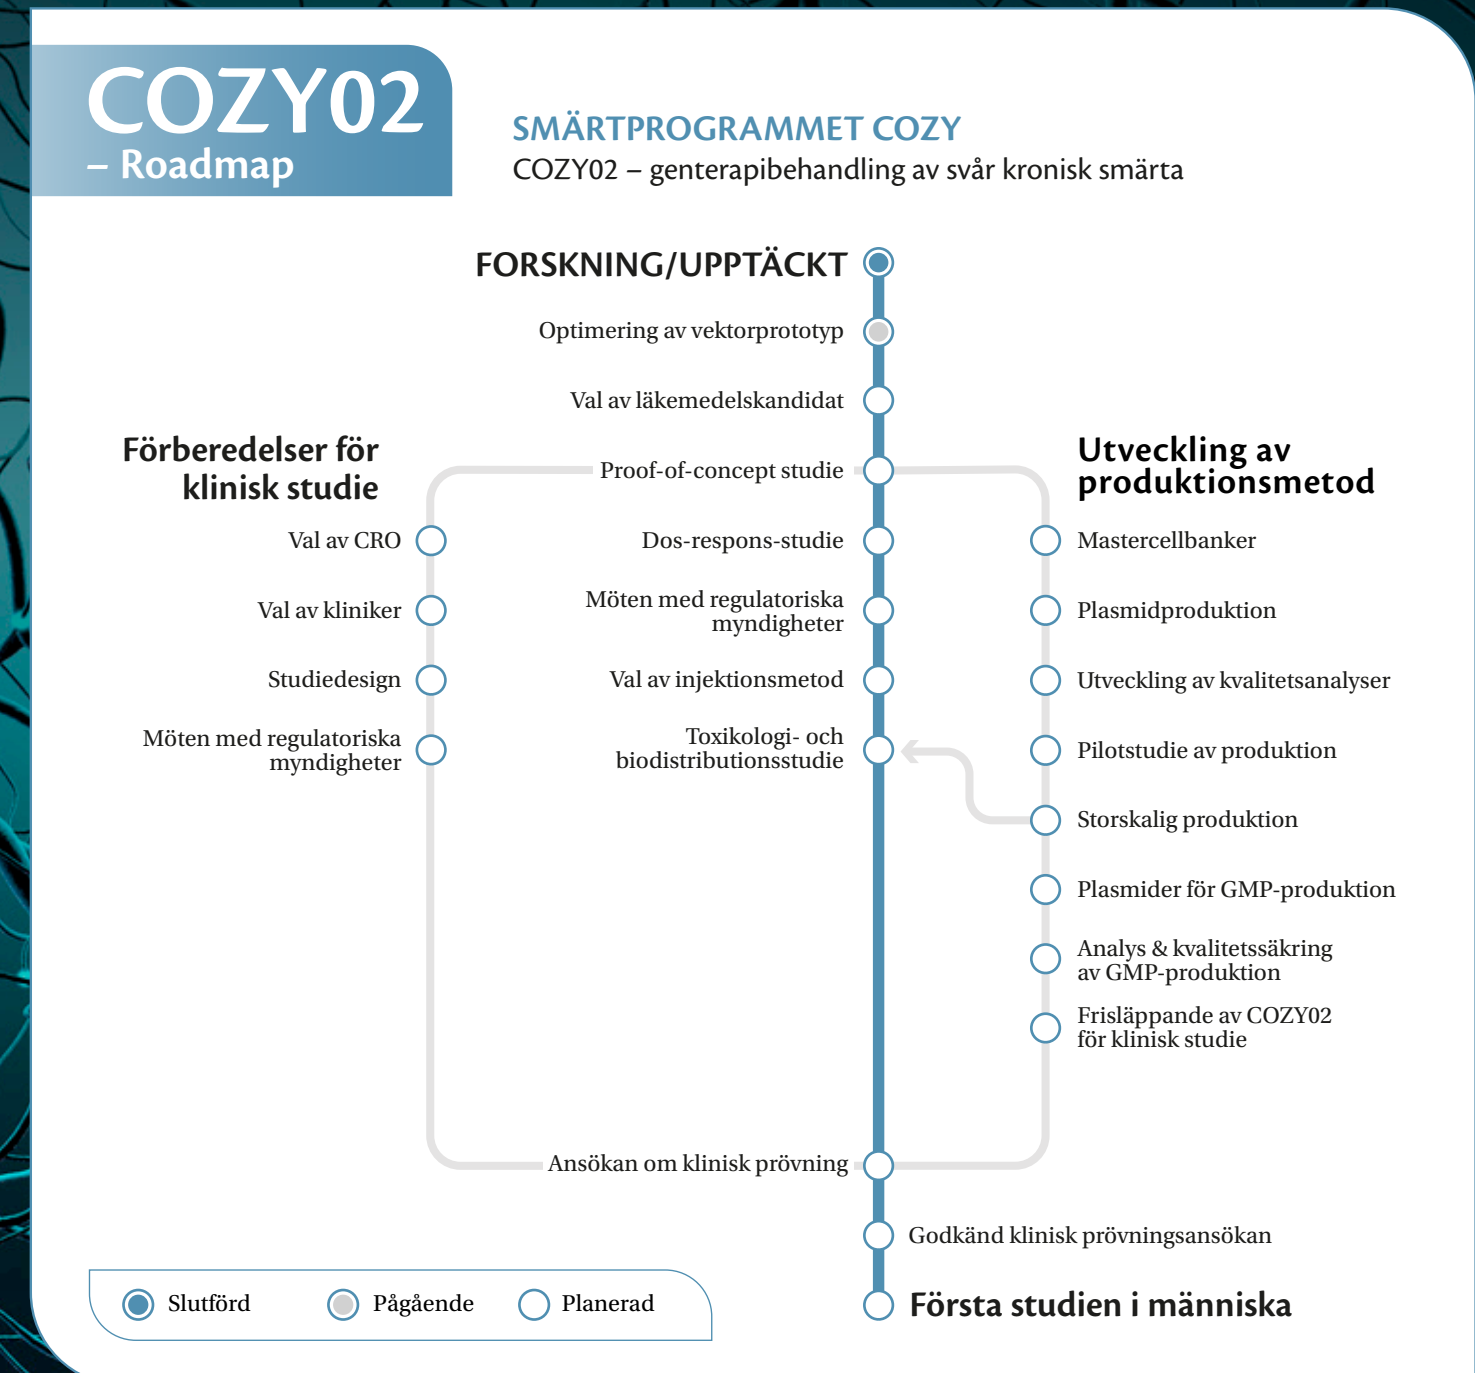 COZY02
– Roadmap
SMÄRTPROGRAMMET COZY
COZY02 – genterapibehandling av svår kronisk smärta
FORSKNING/UPPTÄCKT
Optimering av vektorprototyp
Val av läkemedelskandidat
Proof-of-concept studie
Dos-respons-studie
Möten med regulatoriska
myndigheter
Val av injektionsmetod
Toxikologi- och
biodistributionsstudie
Förberedelser för
klinisk studie
Val av CRO
Val av kliniker
Studiedesign
Möten med regulatoriska
myndigheter
Utveckling av
produktionsmetod
Mastercellbanker
Plasmidproduktion
Utveckling av kvalitetsanalyser
Pilotstudie av produktion
Storskalig produktion
Plasmider för GMP-produktion
Analys & kvalitetssäkring
av GMP-produktion
Frisläppande av COZY02
för klinisk studie
Ansökan om klinisk prövning
Godkänd klinisk prövningsansökan
Första studien i människa
Slutförd
Pågående
Planerad